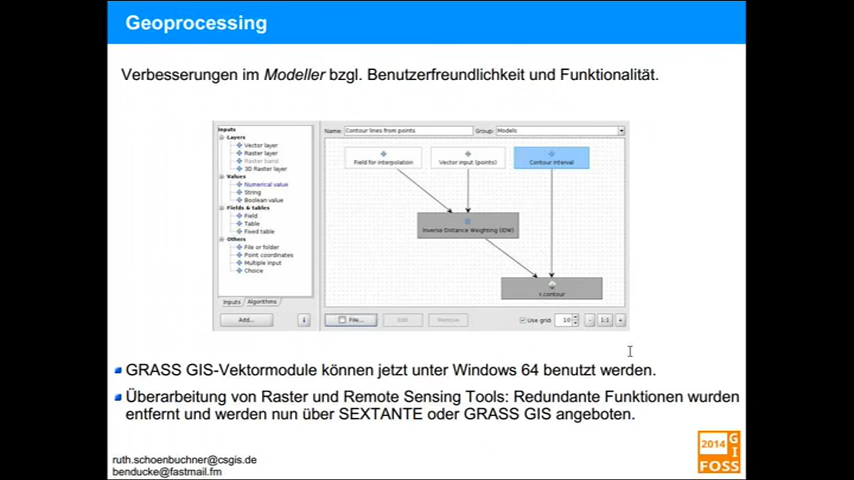 Geoprocessing
Verbesserungen im Modeller bzgl. Benutzerfreundlichkeit und Funktionalität.
Inputs
Layers
Vector layer
Raster layer
Raster band
3D Raster layer
Values
Numerical value
String
Boolean value
Fields & tables
Field
Table
Fixed table
Others
File or folder
Point coordinates
Multiple input
Choice
Inputs Algorithms
Add...
Name: Contour lines from points Group: Models
Field for interpolation Vector input (points) Contour interval
Inverse Distance Weighting (IDW)
r.contour
File... Edit Remove Use grid 10 - 1:1 +
GRASS GIS-Vektormodule können jetzt unter Windows 64 benutzt werden.
Überarbeitung von Raster und Remote Sensing Tools: Redundante Funktionen wurden
entfernt und werden nun über SEXTANTE oder GRASS GIS angeboten.
ruth.schoenbuchner@csgis.de
benducke@fastmail.fm
2014 GI
FOSS